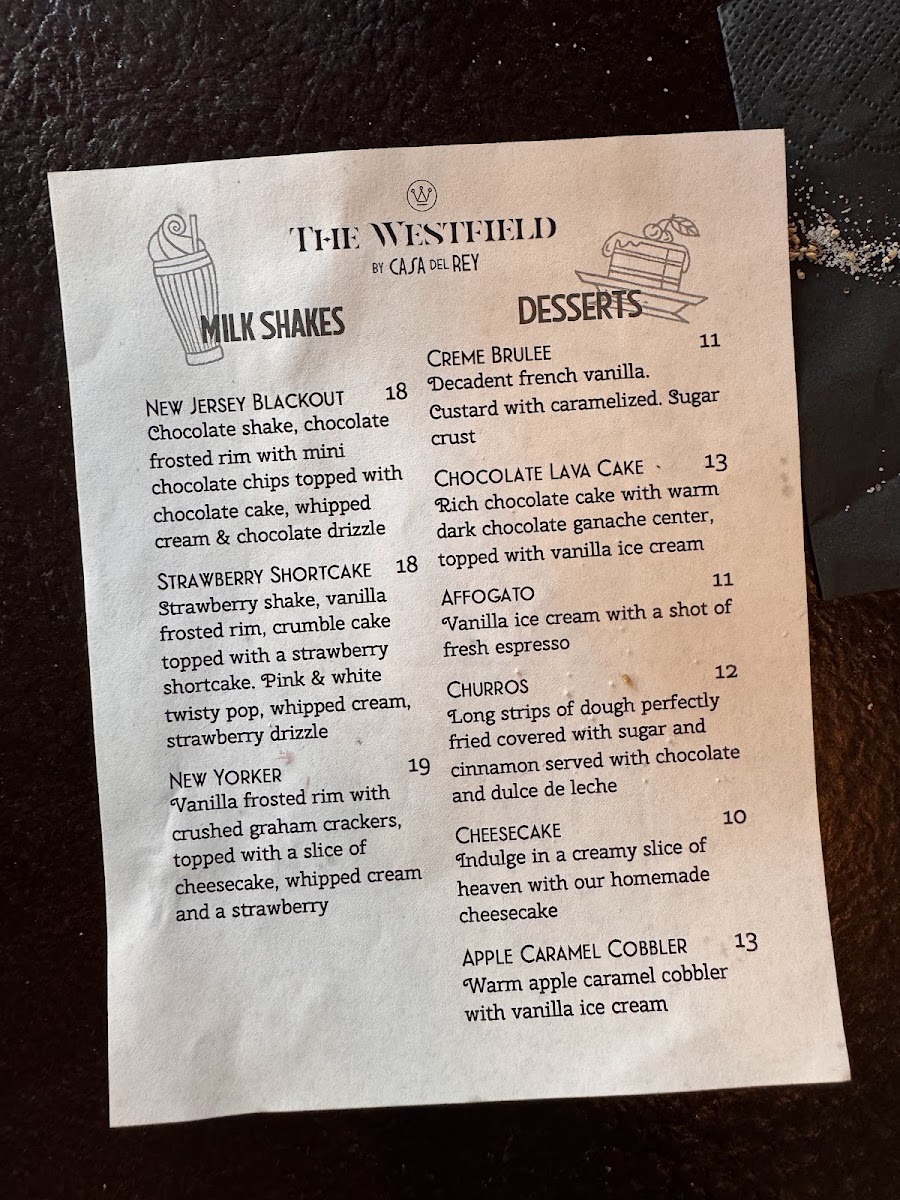 THE WESTFIELD
BY CASA DEL REY
MILK SHAKES
NEW JERSEY BLACKOUT 18
Chocolate shake, chocolate
frosted rim with mini
chocolate chips topped with
chocolate cake, whipped
cream & chocolate drizzle
STRAWBERRY SHORTCAKE 18
Strawberry shake, vanilla
frosted rim, crumble cake
topped with a strawberry
shortcake. Pink & white
twisty pop, whipped cream,
strawberry drizzle
NEW YORKER 19
Vanilla frosted rim with
crushed graham crackers,
topped with a slice of
cheesecake, whipped cream
and a strawberry
DESSERTS
CREME BRULEE 11
Decadent french vanilla.
Custard with caramelized. Sugar
crust
CHOCOLATE LAVA CAKE 13
Rich chocolate cake with warm
dark chocolate ganache center,
topped with vanilla ice cream
AFFOGATO 11
Vanilla ice cream with a shot of
fresh espresso
CHURROS 12
Long strips of dough perfectly
fried covered with sugar and
cinnamon served with chocolate
and dulce de leche
CHEESECAKE 10
Indulge in a creamy slice of
heaven with our homemade
cheesecake
APPLE CARAMEL COBBLER 13
Warm apple caramel cobbler
with vanilla ice cream